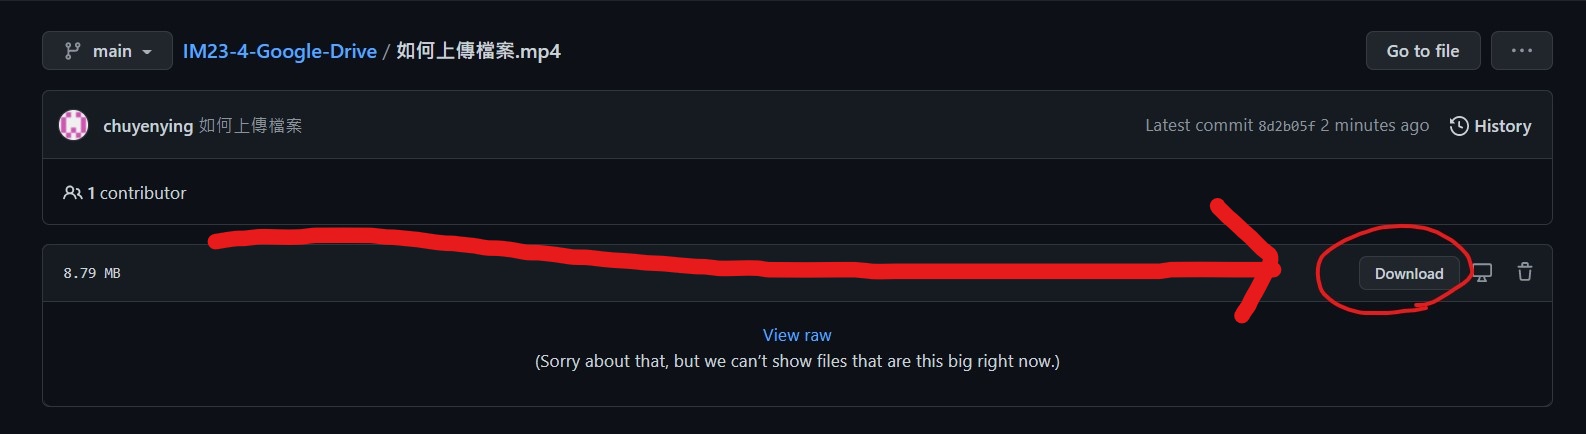 main IM23-4-Google-Drive / 如何上傳檔案.mp4 Go to file ...
chuyenying 如何上傳檔案 Latest commit 8d2b05f 2 minutes ago History
1 contributor
8.79 MB Download
View raw
(Sorry about that, but we can’t show files that are this big right now.)